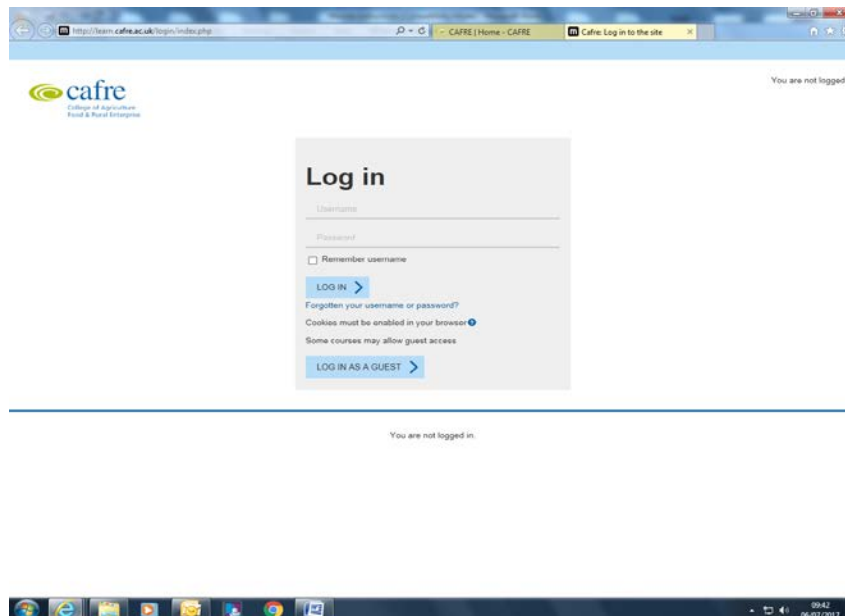 http://learn.cafre.ac.uk/login/index.php
CAFRE | Home - CAFRE
Cafre: Log in to the site
You are not logged
cafre
College of Agriculture
Food & Rural Enterprise
Log in
Username
Password
Remember username
LOG IN
Forgotten your username or password?
Cookies must be enabled in your browser
Some courses may allow guest access
LOG IN AS A GUEST
You are not logged in.
09:42
06/07/2017